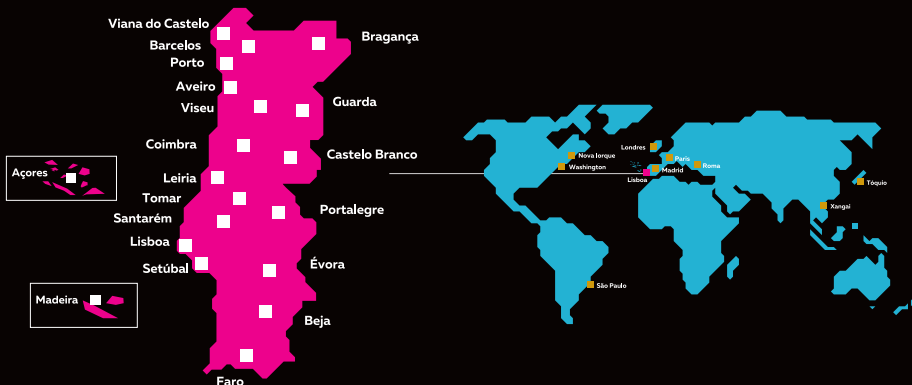 Viana do Castelo
Barcelos
Bragança
Porto
Aveiro
Viseu
Guarda
Coimbra
Castelo Branco
Açores
Leiria
Tomar
Portalegre
Santarém
Lisboa
Setúbal
Évora
Madeira
Beja
Faro
Londres
Nova Iorque
Paris
Washington
Madrid
Roma
Lisboa
Tóquio
Xangai
São Paulo